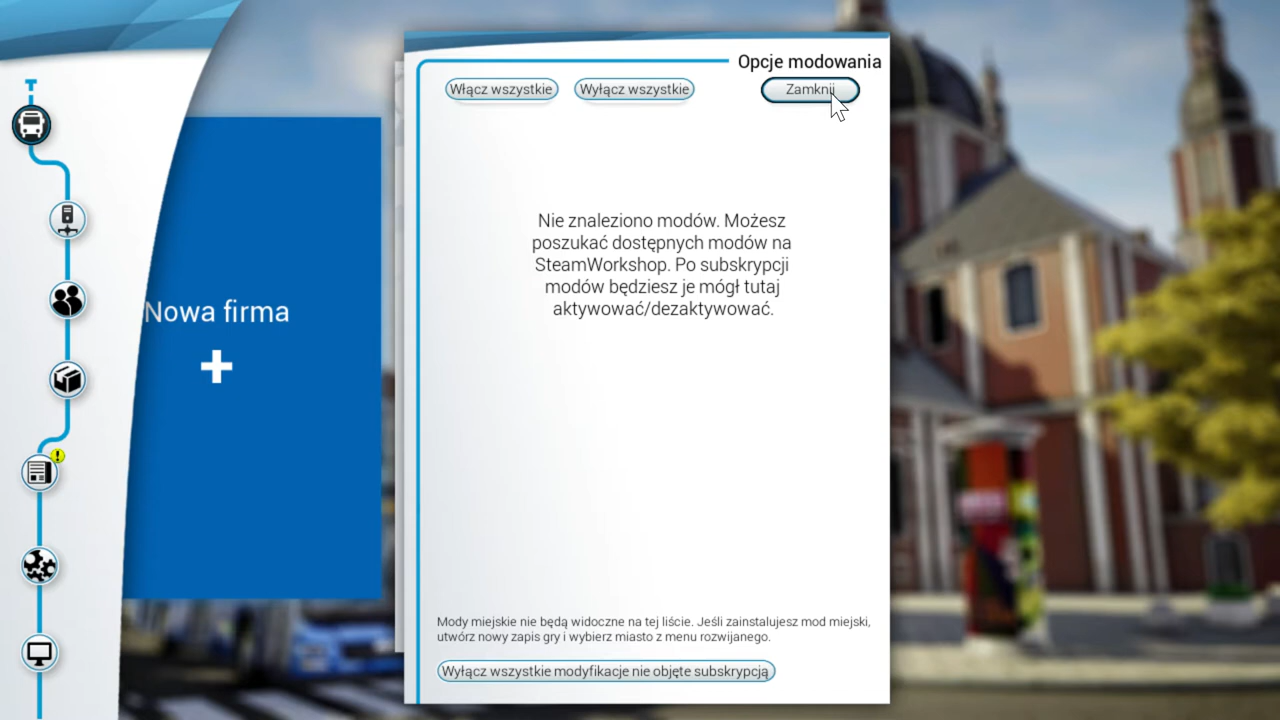 Opcje modowania
Włącz wszystkie
Wyłącz wszystkie
Zamknij
Nowa firma
Nie znaleziono modów. Możesz
poszukać dostępnych modów na
SteamWorkshop. Po subskrypcji
modów będziesz je mógł tutaj
aktywować/dezaktywować.
Mody miejskie nie będą widoczne na tej liście. Jeśli zainstalujesz mod miejski,
utwórz nowy zapis gry i wybierz miasto z menu rozwijanego.
Wyłącz wszystkie modyfikacje nie objęte subskrypcją